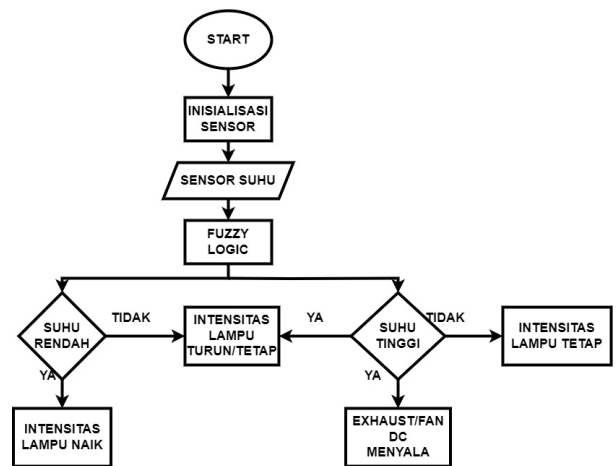 START
INISIALISASI
SENSOR
SENSOR SUHU
FUZZY
LOGIC
SUHU
RENDAH
TIDAK
INTENSITAS
LAMPU
TURUN/TETAP
YA
SUHU
TINGGI
TIDAK
INTENSITAS
LAMPU TETAP
YA
YA
INTENSITAS
LAMPU NAIK
EXHAUST/FAN
DC
MENYALA